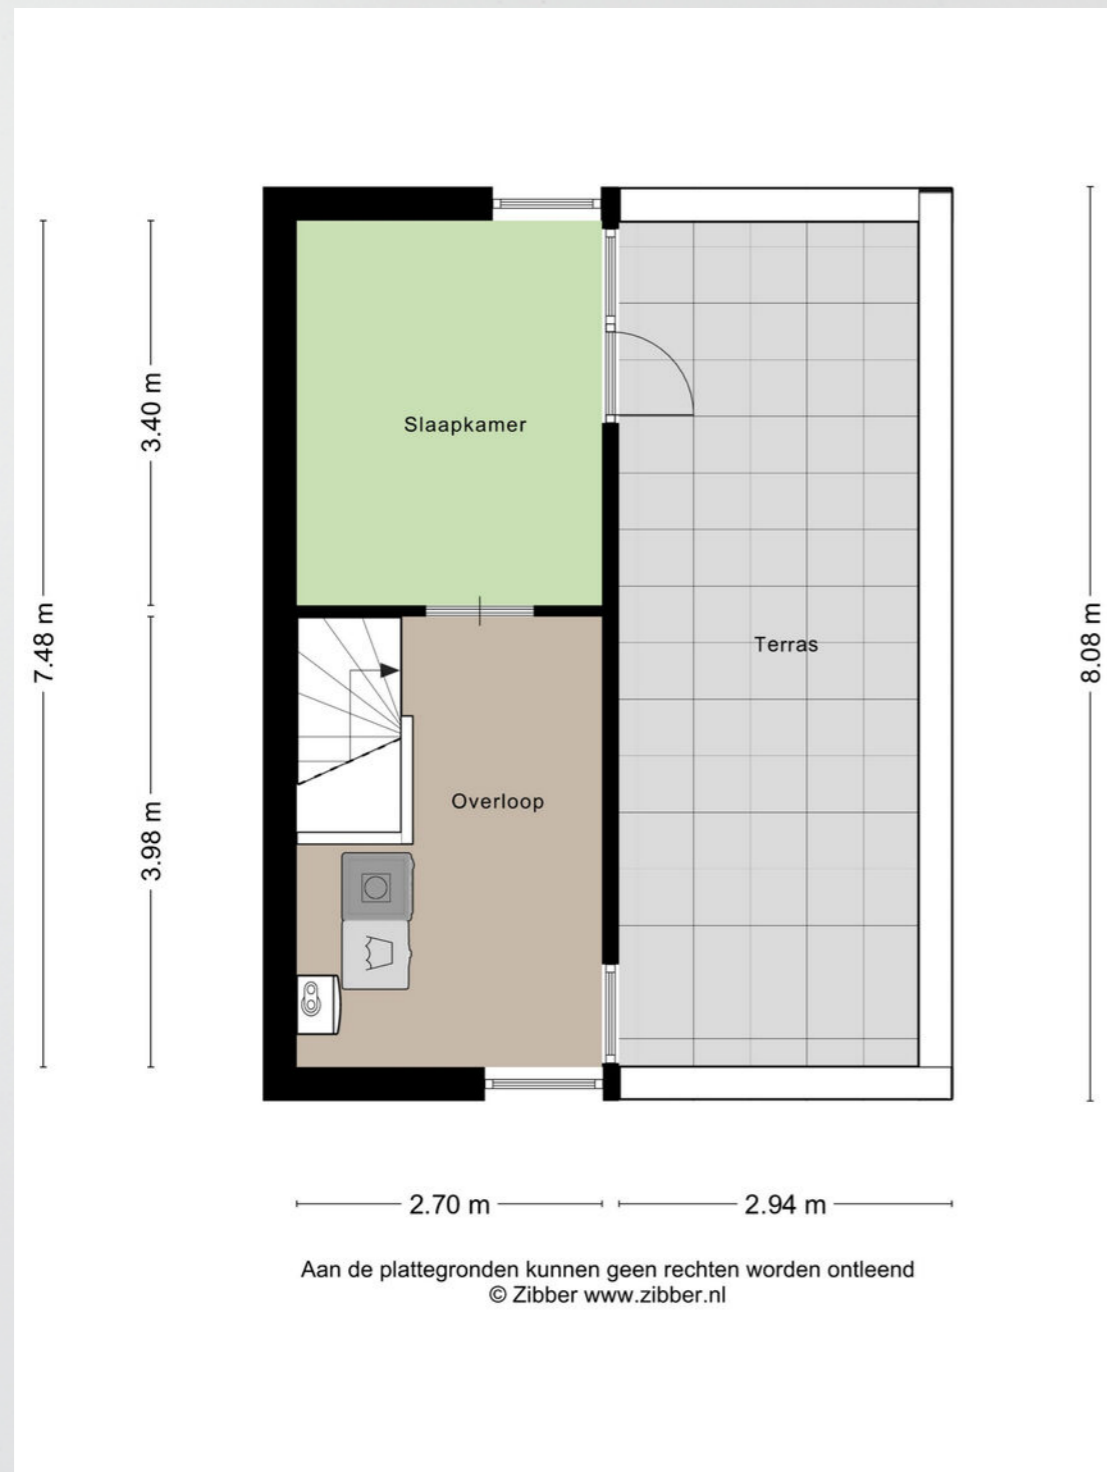 Slaapkamer
3.40 m
7.48 m
8.08 m
Terras
Overloop
3.98 m
2.70 m
2.94 m
Aan de plattegronden kunnen geen rechten worden ontleend
© Zibber www.zibber.nl